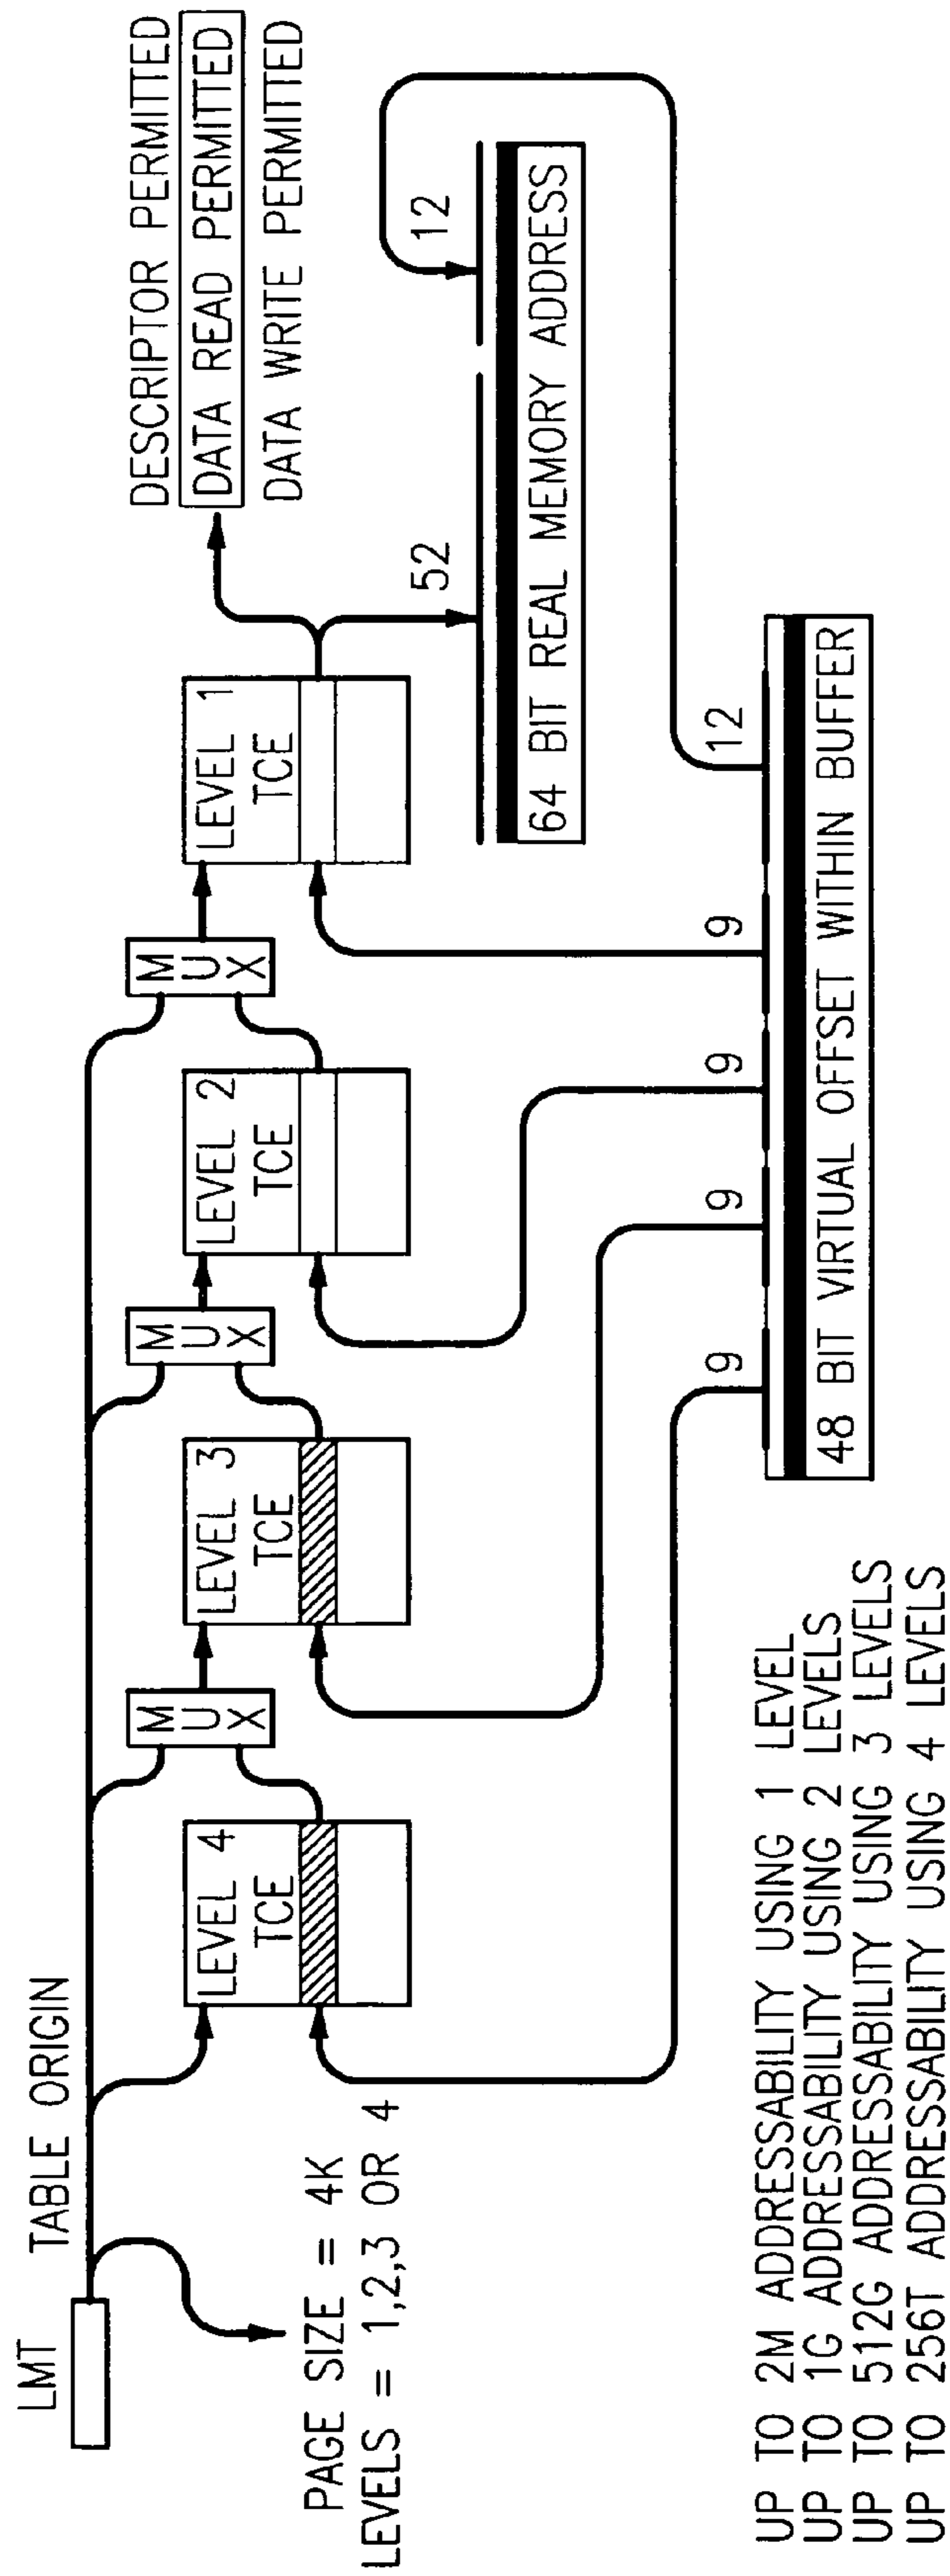 LMT
TABLE ORIGIN
PAGE SIZE = 4K
LEVELS = 1,2,3 OR 4
LEVEL 4
TCE
MUX
LEVEL 3
TCE
MUX
LEVEL 2
TCE
MUX
LEVEL 1
TCE
DESCRIPTOR PERMITTED
DATA READ PERMITTED
DATA WRITE PERMITTED
52
12
64 BIT REAL MEMORY ADDRESS
9
9
9
9
12
48 BIT VIRTUAL OFFSET WITHIN BUFFER
UP TO 2M ADDRESSABILITY USING 1 LEVEL
UP TO 1G ADDRESSABILITY USING 2 LEVELS
UP TO 512G ADDRESSABILITY USING 3 LEVELS
UP TO 256T ADDRESSABILITY USING 4 LEVELS